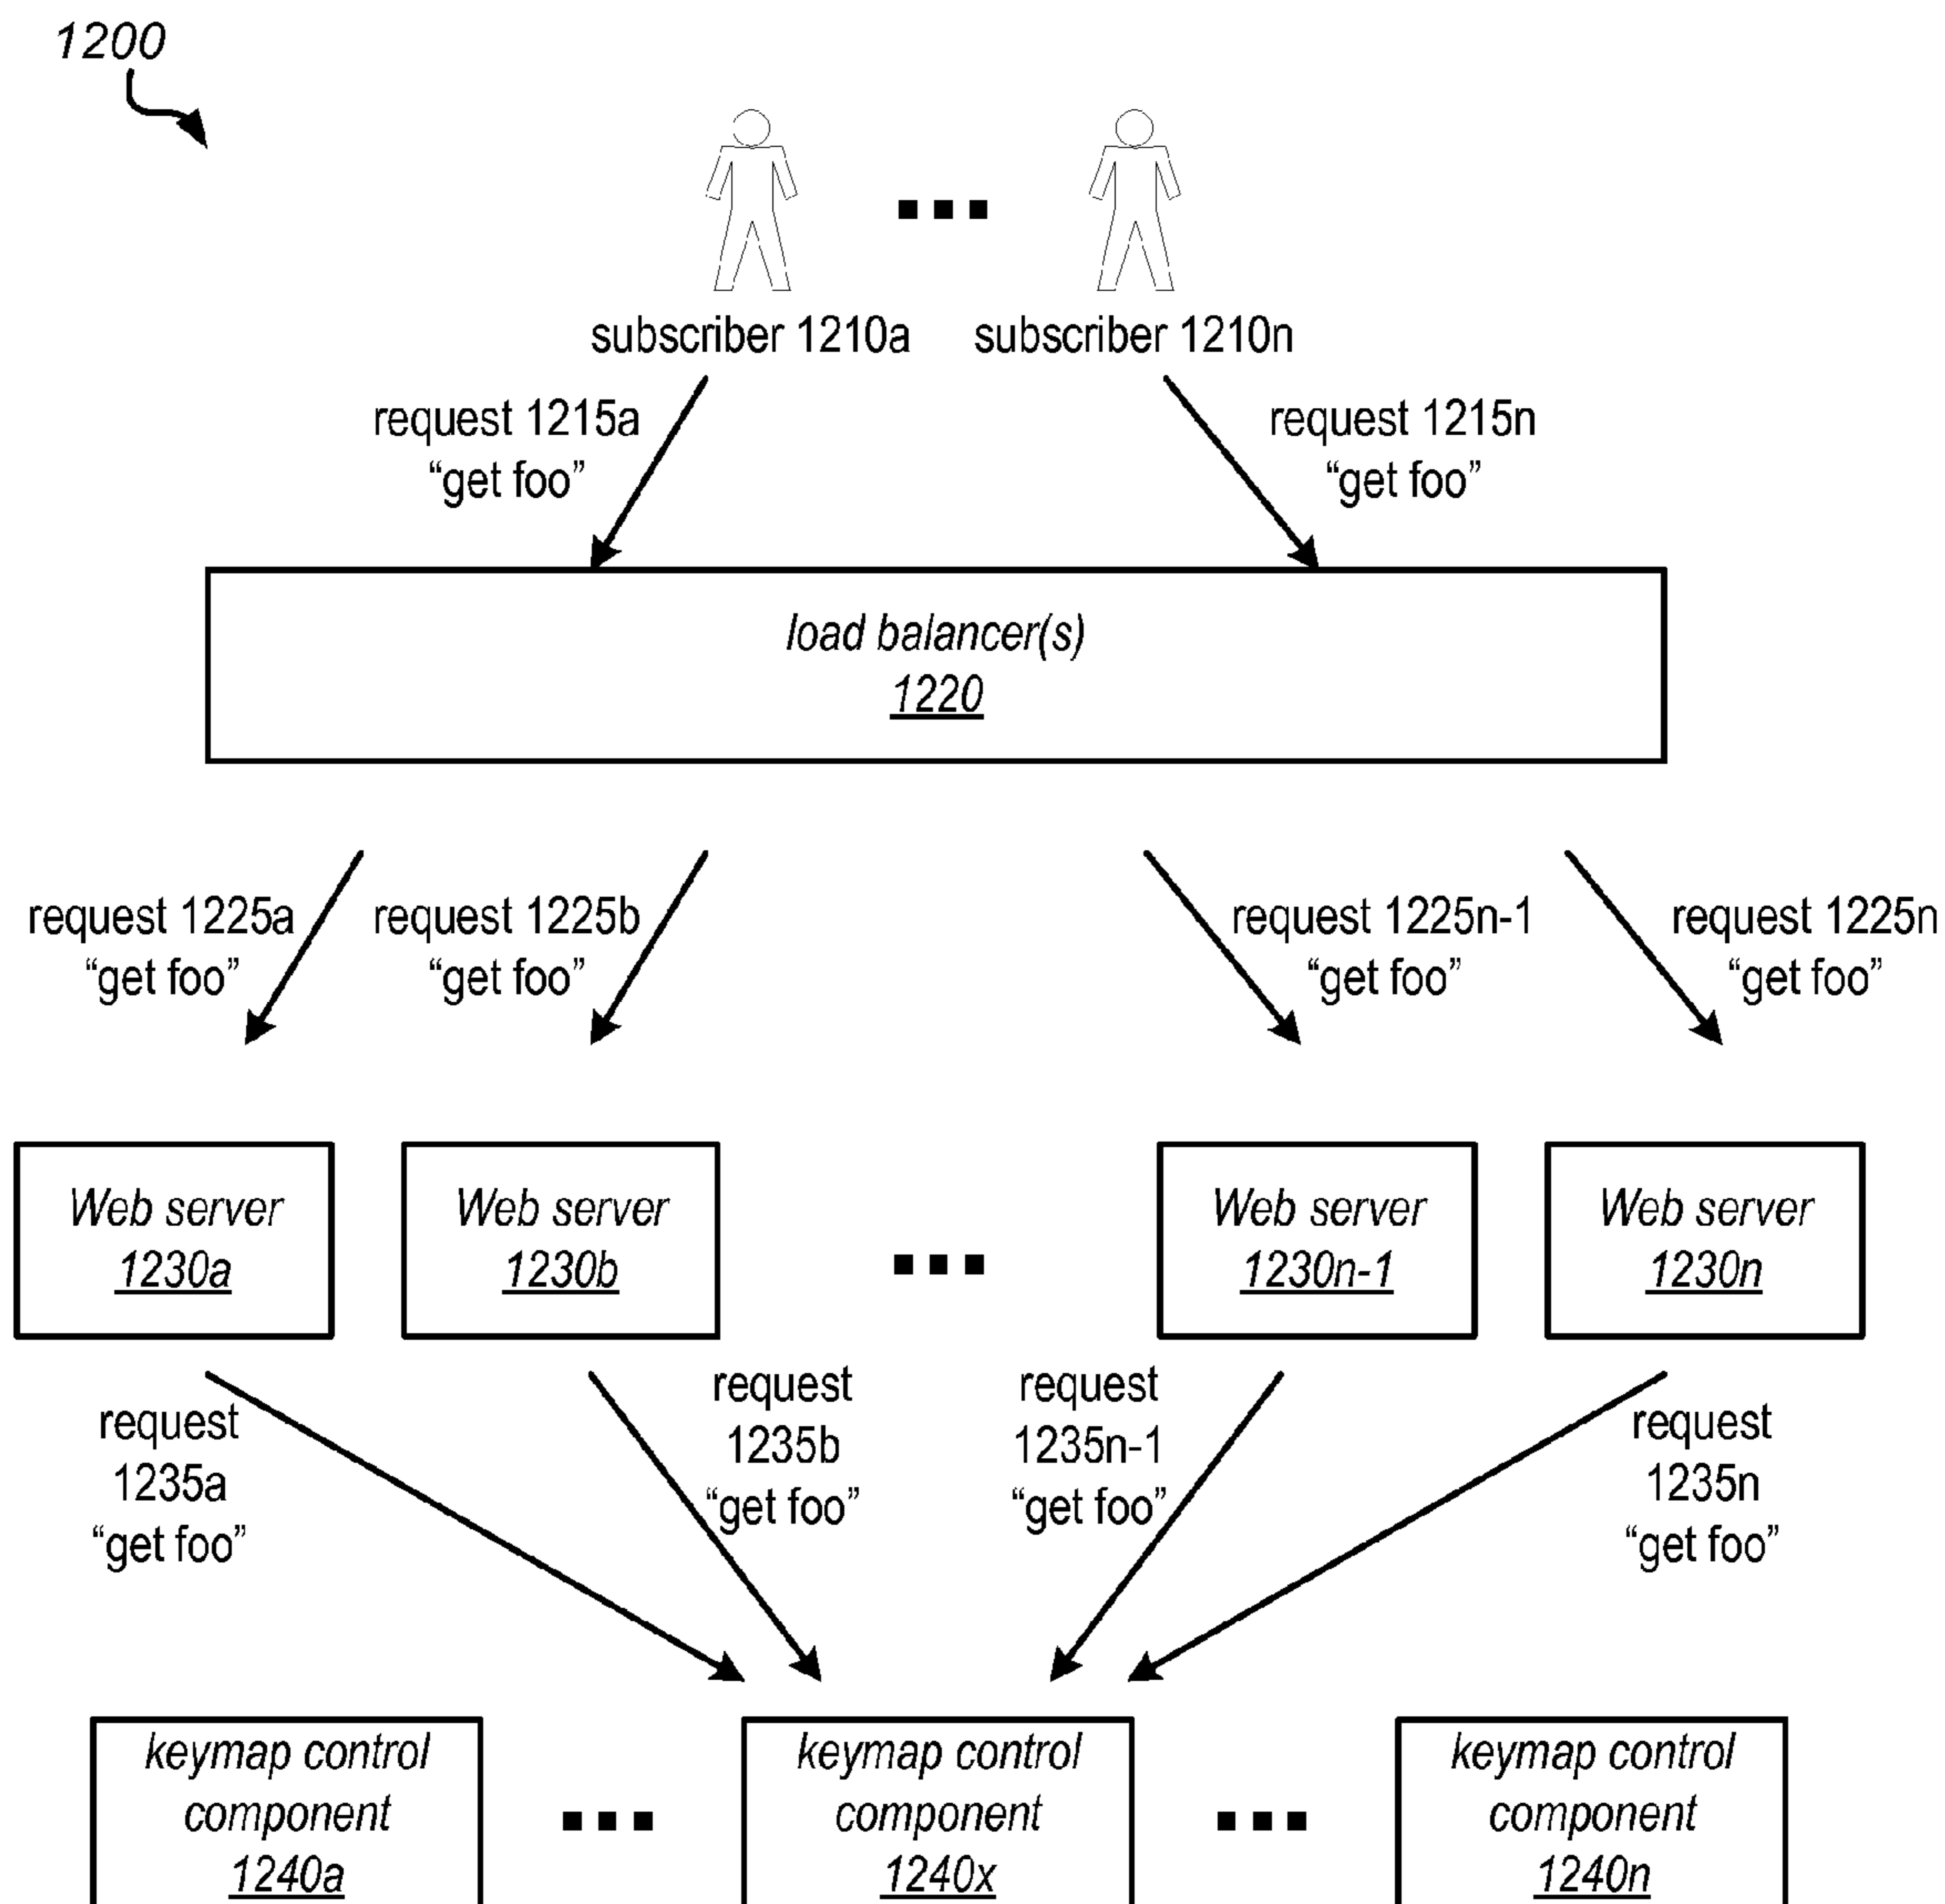 1200
subscriber 1210a
subscriber 1210n
request 1215a
“get foo”
request 1215n
“get foo”
load balancer(s)
1220
request 1225a
“get foo”
request 1225b
“get foo”
request 1225n-1
“get foo”
request 1225n
“get foo”
Web server
1230a
Web server
1230b
Web server
1230n-1
Web server
1230n
request
1235a
“get foo”
request
1235b
“get foo”
request
1235n-1
“get foo”
request
1235n
“get foo”
keymap control
component
1240a
keymap control
component
1240x
keymap control
component
1240n